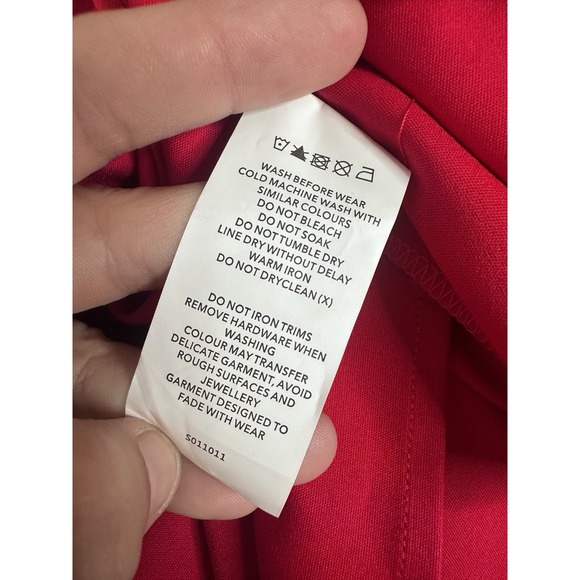 WASH BEFORE WEAR
COLD MACHINE WASH WITH
SIMILAR COLOURS
DO NOT BLEACH
DO NOT SOAK
DO NOT TUMBLE DRY
LINE DRY WITHOUT DELAY
WARM IRON
DO NOT DRYCLEAN (X)
DO NOT IRON TRIMS
REMOVE HARDWARE WHEN
WASHING
COLOUR MAY TRANSFER
DELICATE GARMENT, AVOID
ROUGH SURFACES AND
JEWELLERY
GARMENT DESIGNED TO
FADE WITH WEAR
S011011